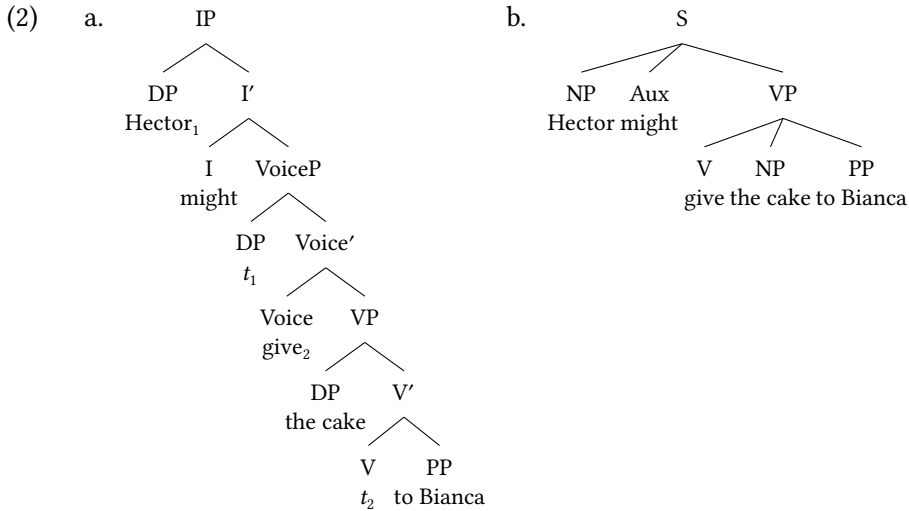 (2) a. IP b. S
DP I′ NP Aux VP
Hector₁ Hector might
I VoiceP V NP PP
might give the cake to Bianca
DP Voice′
t₁
Voice VP
give₂
DP V′
the cake
V PP
t₂ to Bianca